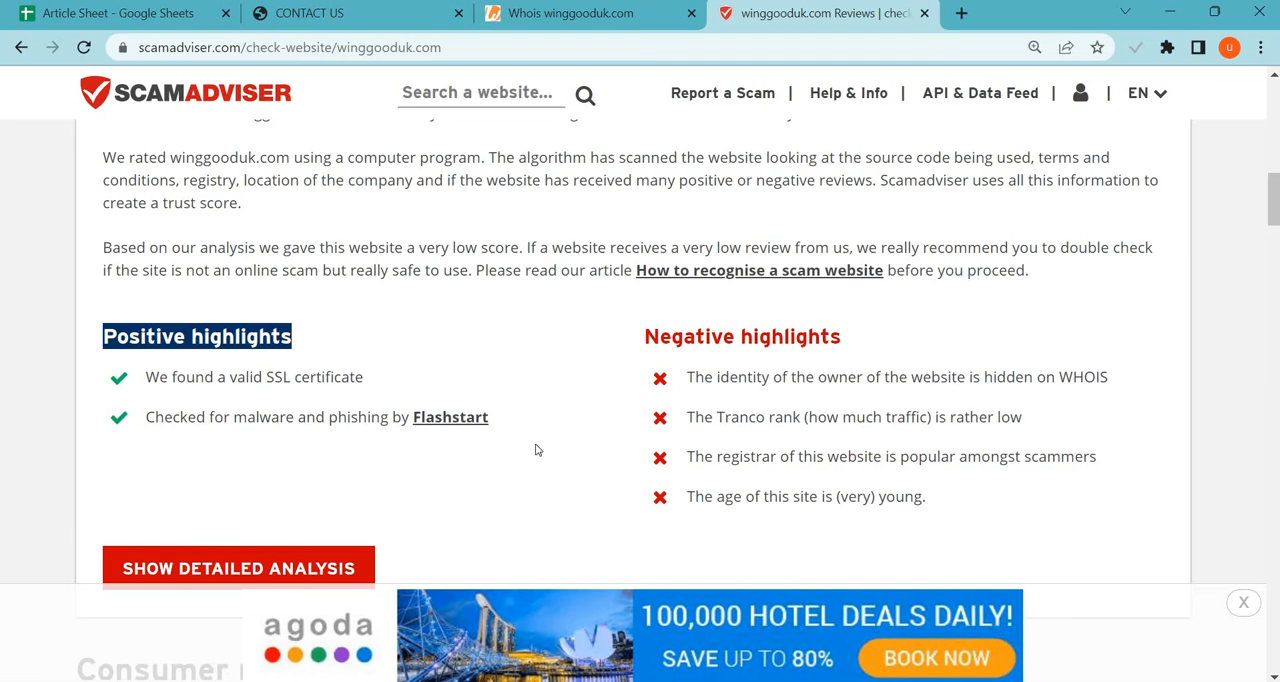 Article Sheet - Google Sheets
CONTACT US
Whois winggooduk.com
winggooduk.com Reviews | chec
scamadviser.com/check-website/winggooduk.com
u
SCAMADVISER
Search a website...
Report a Scam | Help & Info | API & Data Feed | | EN
We rated winggooduk.com using a computer program. The algorithm has scanned the website looking at the source code being used, terms and
conditions, registry, location of the company and if the website has received many positive or negative reviews. Scamadviser uses all this information to
create a trust score.
Based on our analysis we gave this website a very low score. If a website receives a very low review from us, we really recommend you to double check
if the site is not an online scam but really safe to use. Please read our article How to recognise a scam website before you proceed.
Positive highlights
We found a valid SSL certificate
Checked for malware and phishing by Flashstart
Negative highlights
The identity of the owner of the website is hidden on WHOIS
The Tranco rank (how much traffic) is rather low
The registrar of this website is popular amongst scammers
The age of this site is (very) young.
SHOW DETAILED ANALYSIS
agoda
100,000 HOTEL DEALS DAILY!
SAVE UP TO 80%
BOOK NOW
X
Consumer